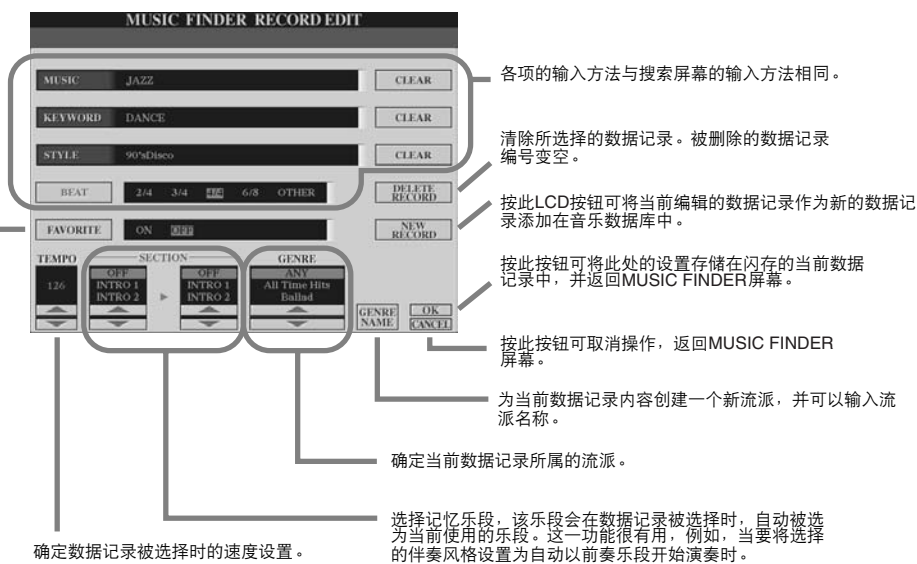 MUSIC FINDER RECORD EDIT
MUSIC JAZZ CLEAR
KEYWORD DANCE CLEAR
STYLE 90'sDisco CLEAR
BEAT 2/4 3/4 4/4 6/8 OTHER DELETE RECORD
FAVORITE ON OFF NEW RECORD
TEMPO SECTION GENRE
126
OFF OFF ANY
INTRO 1 INTRO 1 All Time Hits
INTRO 2 INTRO 2 Ballad
GENRE NAME
OK
CANCEL
各项的输入方法与搜索屏幕的输入方法相同。
清除所选择的数据记录。被删除的数据记录
编号变空。
按此LCD按钮可将当前编辑的数据记录作为新的数据记
录添加在音乐数据库中。
按此按钮可将此处的设置存储在闪存的当前数据
记录中，并返回MUSIC FINDER屏幕。
按此按钮可取消操作，返回MUSIC FINDER
屏幕。
为当前数据记录内容创建一个新流派，并可以输入流
派名称。
确定当前数据记录所属的流派。
选择记忆乐段，该乐段会在数据记录被选择时，自动被选
为当前使用的乐段。这一功能很有用，例如，当要将选择
的伴奏风格设置为自动以前奏乐段开始演奏时。
确定数据记录被选择时的速度设置。